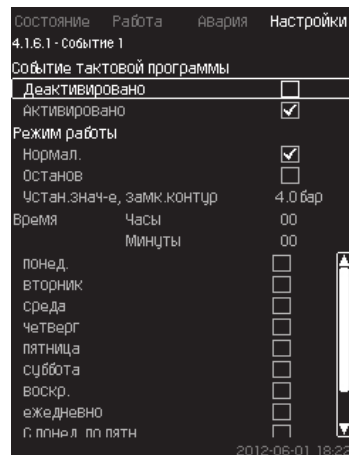 Состояние Работа Авария Настройки
4.1.6.1 - Событие 1
Событие тактовой программы
Деактивировано
Активировано
Режим работы
Нормал.
Останов
Устан.знач-е, замк.контур 4.0 бар
Время Часы 00
Минуты 00
понед.
вторник
среда
четверг
пятница
суббота
воскр.
ежедневно
С понед. по пятн
2012-06-01 18:22